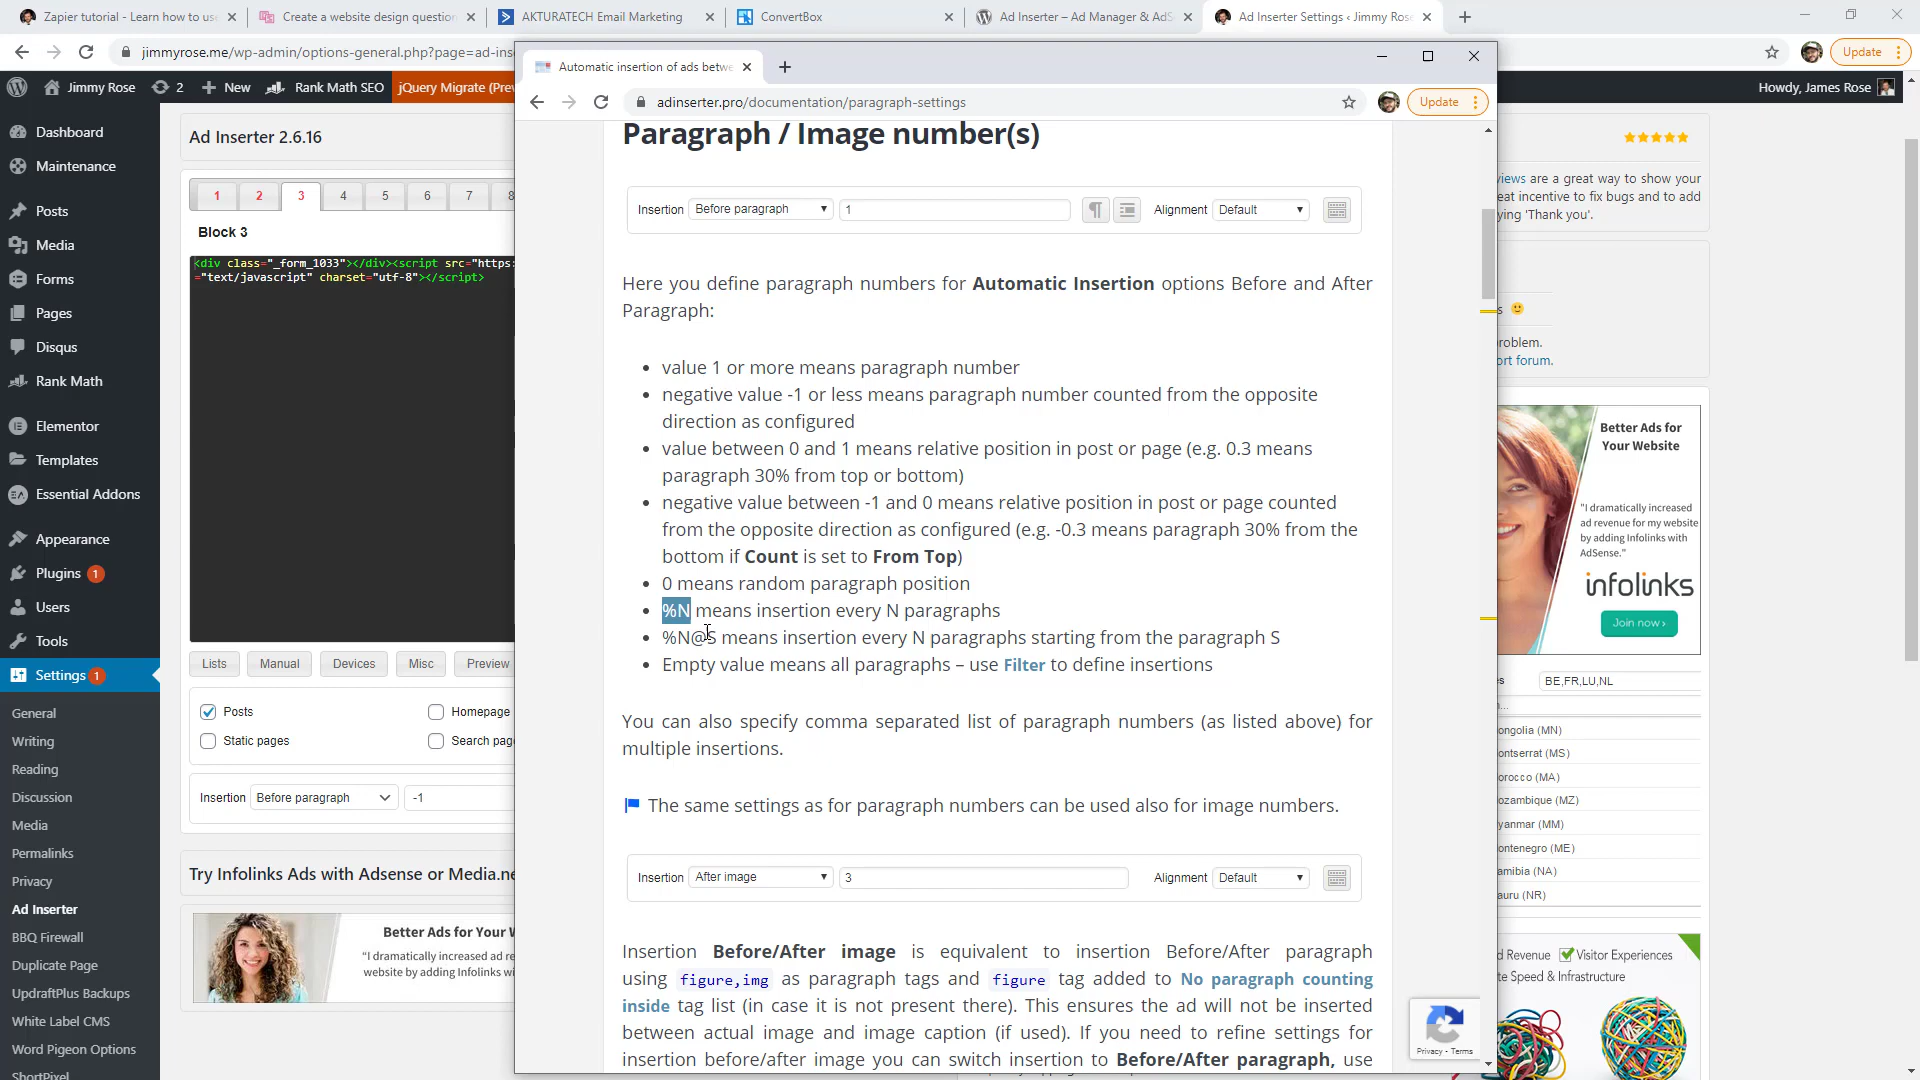 Zapier tutorial - Learn how to use
Create a website design question
AKTURATECH Email Marketing
ConvertBox
Ad Inserter – Ad Manager & AdS
Ad Inserter Settings ‹ Jimmy Rose
jimmyrose.me/wp-admin/options-general.php?page=ad-inse
Update
Jimmy Rose
2
New
Rank Math SEO
jQuery Migrate (Prev
Howdy, James Rose
Automatic insertion of ads betwe
adinserter.pro/documentation/paragraph-settings
Update
Dashboard
Maintenance
Posts
Media
Forms
Pages
Disqus
Rank Math
Elementor
Templates
Essential Addons
Appearance
Plugins 1
Users
Tools
Settings 1
General
Writing
Reading
Discussion
Media
Permalinks
Privacy
Ad Inserter
BBQ Firewall
Duplicate Page
UpdraftPlus Backups
White Label CMS
Word Pigeon Options
ShortPixel
Ad Inserter 2.6.16
1 2 3 4 5 6 7 8
Block 3
<div class="_form_1033"></div><script src="https:
="text/javascript" charset="utf-8"></script>
Lists Manual Devices Misc Preview
Posts Homepage
Static pages Search pag
Insertion Before paragraph -1
Try Infolinks Ads with Adsense or Media.ne
Better Ads for Your W
"I dramatically increased ad re
website by adding Infolinks wi
Paragraph / Image number(s)
Insertion Before paragraph 1 Alignment Default
Here you define paragraph numbers for Automatic Insertion options Before and After
Paragraph:
• value 1 or more means paragraph number
• negative value -1 or less means paragraph number counted from the opposite
direction as configured
• value between 0 and 1 means relative position in post or page (e.g. 0.3 means
paragraph 30% from top or bottom)
• negative value between -1 and 0 means relative position in post or page counted
from the opposite direction as configured (e.g. -0.3 means paragraph 30% from the
bottom if Count is set to From Top)
• 0 means random paragraph position
• %N means insertion every N paragraphs
• %N@S means insertion every N paragraphs starting from the paragraph S
• Empty value means all paragraphs – use Filter to define insertions
You can also specify comma separated list of paragraph numbers (as listed above) for
multiple insertions.
The same settings as for paragraph numbers can be used also for image numbers.
Insertion After image 3 Alignment Default
Insertion Before/After image is equivalent to insertion Before/After paragraph
using figure,img as paragraph tags and figure tag added to No paragraph counting
inside tag list (in case it is not present there). This ensures the ad will not be inserted
between actual image and image caption (if used). If you need to refine settings for
insertion before/after image you can switch insertion to Before/After paragraph, use
Privacy - Terms
views are a great way to show your
eat incentive to fix bugs and to add
ying 'Thank you'.
s
problem.
ort forum.
Better Ads for
Your Website
"I dramatically increased
ad revenue for my website
by adding Infolinks with
AdSense."
infolinks
Join now ›
s BE,FR,LU,NL
ongolia (MN)
ontserrat (MS)
orocco (MA)
ozambique (MZ)
yanmar (MM)
ontenegro (ME)
amibia (NA)
auru (NR)
d Revenue Visitor Experiences
te Speed & Infrastructure